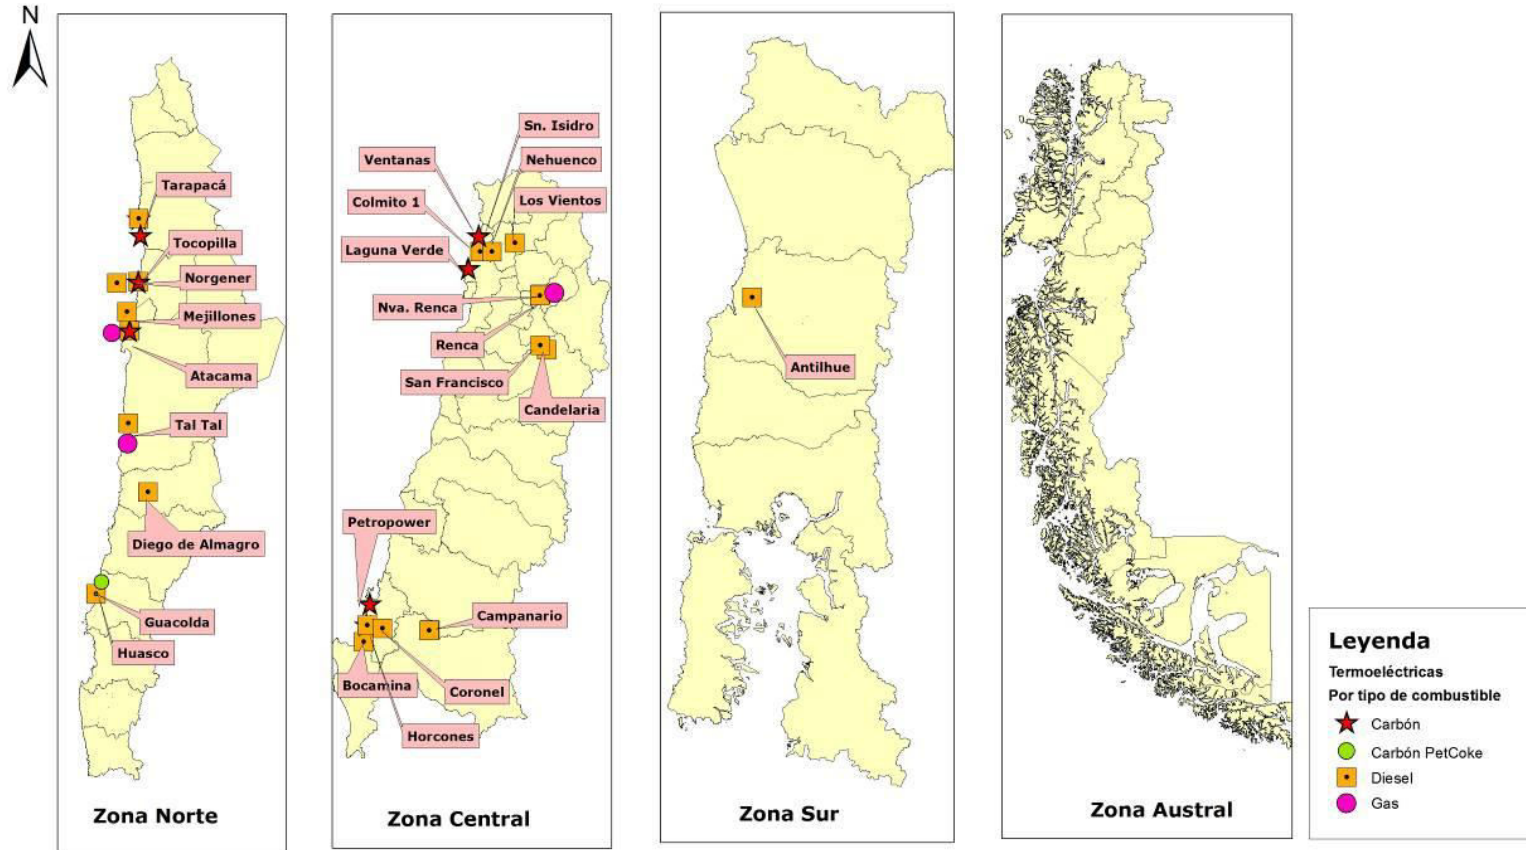 N
Tarapacá
Tocopilla
Norgener
Mejillones
Atacama
Tal Tal
Diego de Almagro
Guacolda
Huasco
Zona Norte
Sn. Isidro
Ventanas
Nehuenco
Colmito 1
Los Vientos
Laguna Verde
Nva. Renca
Renca
San Francisco
Candelaria
Petropower
Campanario
Bocamina
Coronel
Horcones
Zona Central
Antilhue
Zona Sur
Zona Austral
Leyenda
Termoeléctricas
Por tipo de combustible
Carbón
Carbón PetCoke
Diesel
Gas